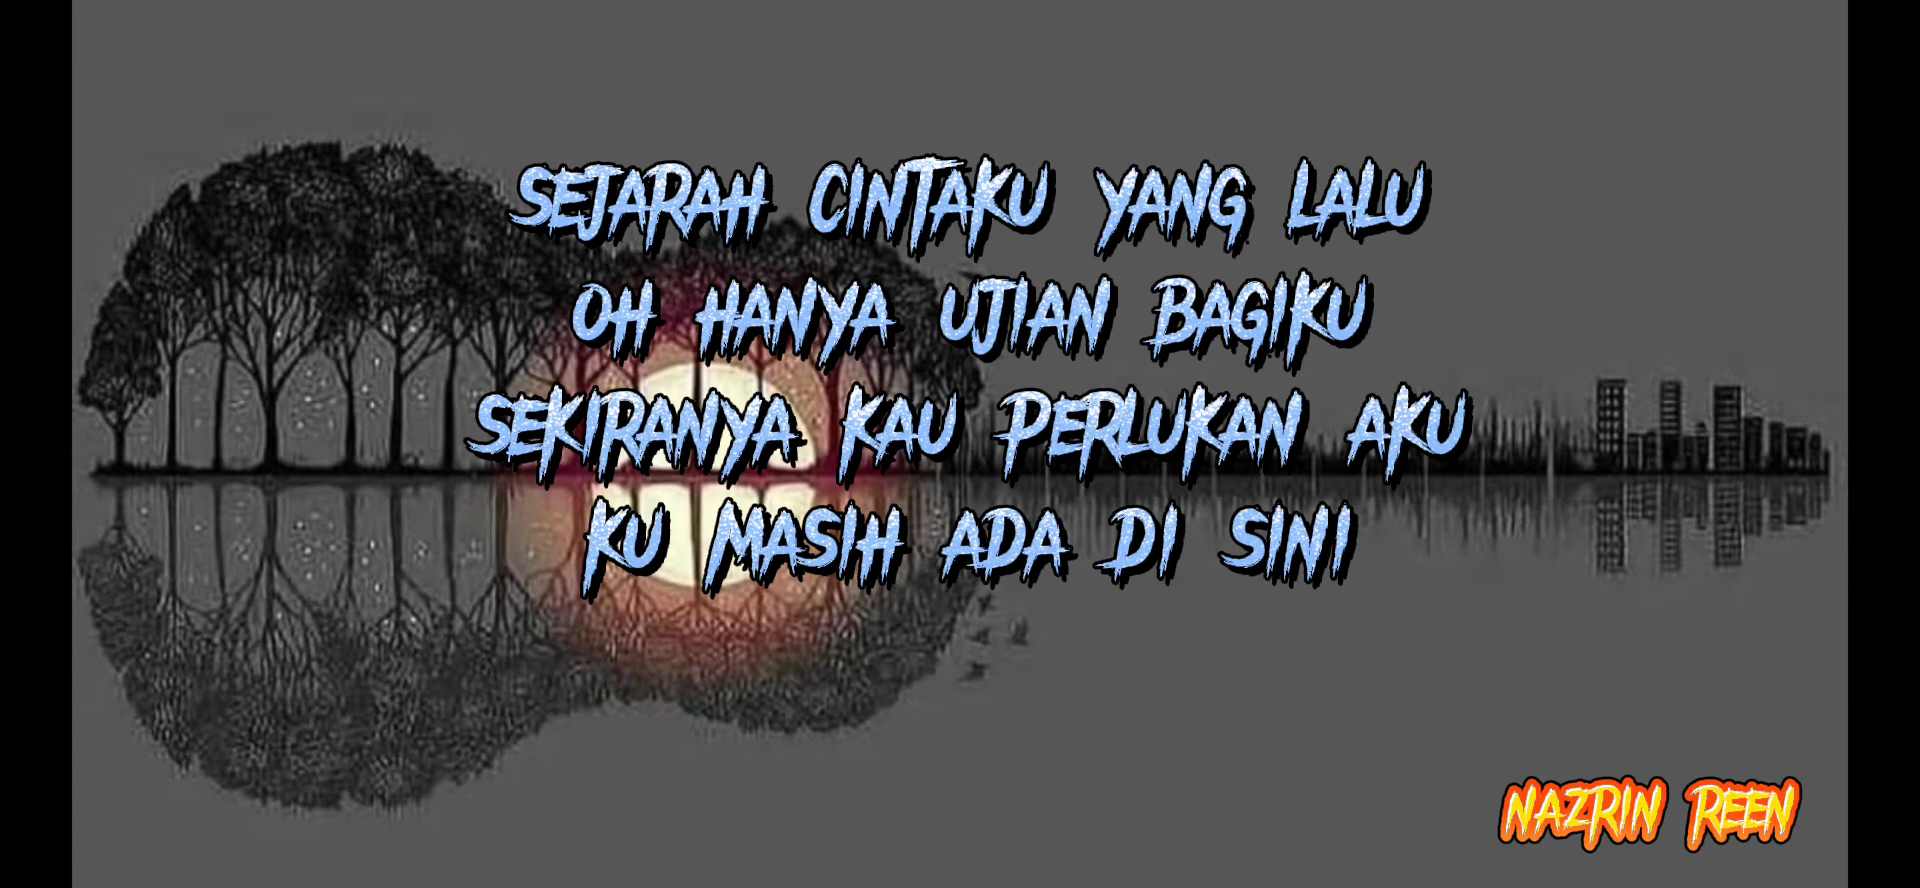 SEJARAH CINTAKU YANG LALU
OH HANYA UJIAN BAGIKU
SEKIRANYA KAU PERLUKAN AKU
KU MASIH ADA DI SINI
NAZRIN REEN